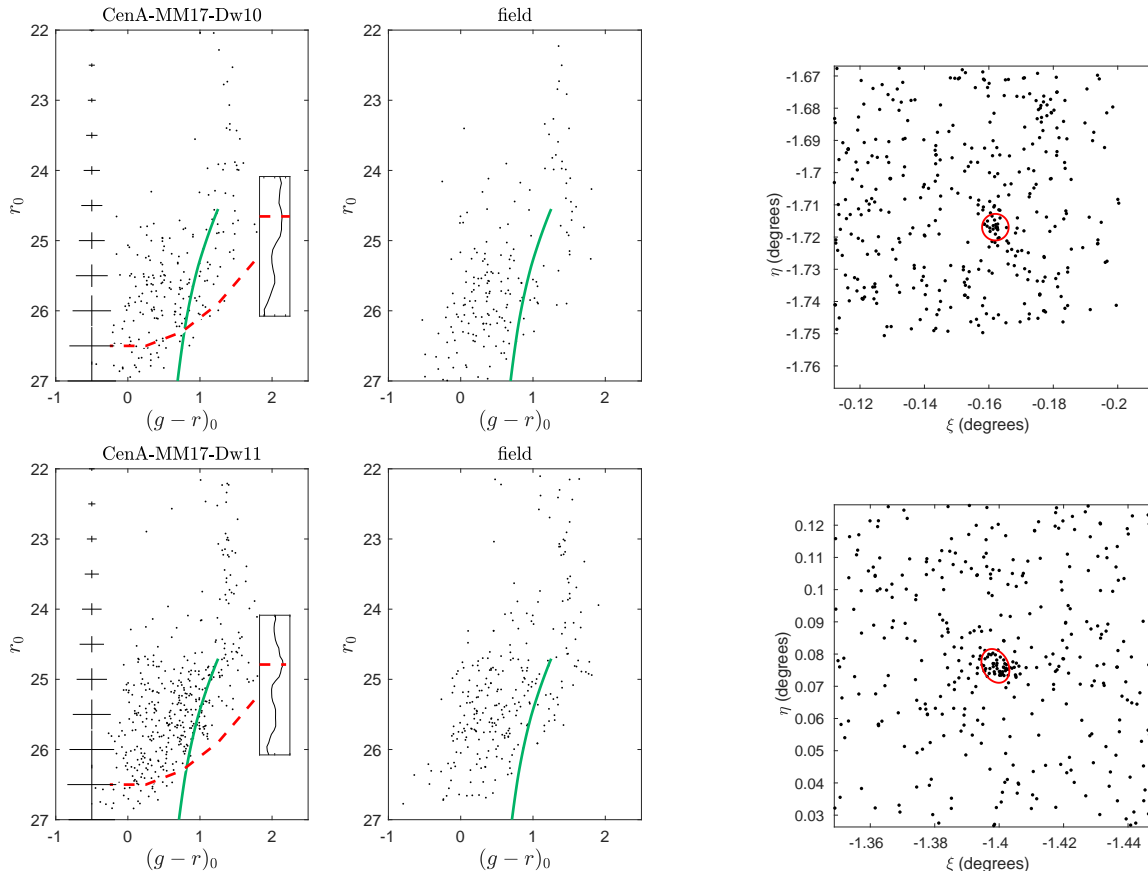 CenA-MM17-Dw10
field
22
23
24
25
26
27
r₀
-1 0 1 2
(g − r)₀
22
23
24
25
26
27
r₀
-1 0 1 2
(g − r)₀
-1.67
-1.68
-1.69
-1.7
-1.71
-1.72
-1.73
-1.74
-1.75
-1.76
η (degrees)
-0.12 -0.14 -0.16 -0.18 -0.2
ξ (degrees)
CenA-MM17-Dw11
field
22
23
24
25
26
27
r₀
-1 0 1 2
(g − r)₀
22
23
24
25
26
27
r₀
-1 0 1 2
(g − r)₀
0.12
0.11
0.1
0.09
0.08
0.07
0.06
0.05
0.04
0.03
η (degrees)
-1.36 -1.38 -1.4 -1.42 -1.44
ξ (degrees)